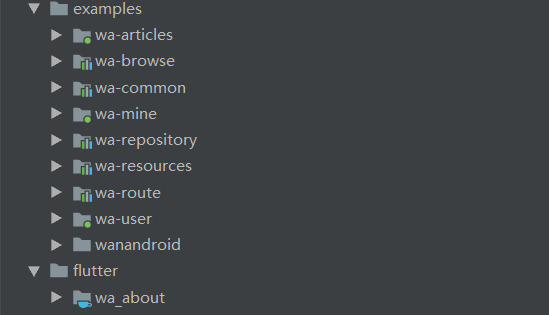 examples
wa-articles
wa-browse
wa-common
wa-mine
wa-repository
wa-resources
wa-route
wa-user
wanandroid
flutter
wa_about